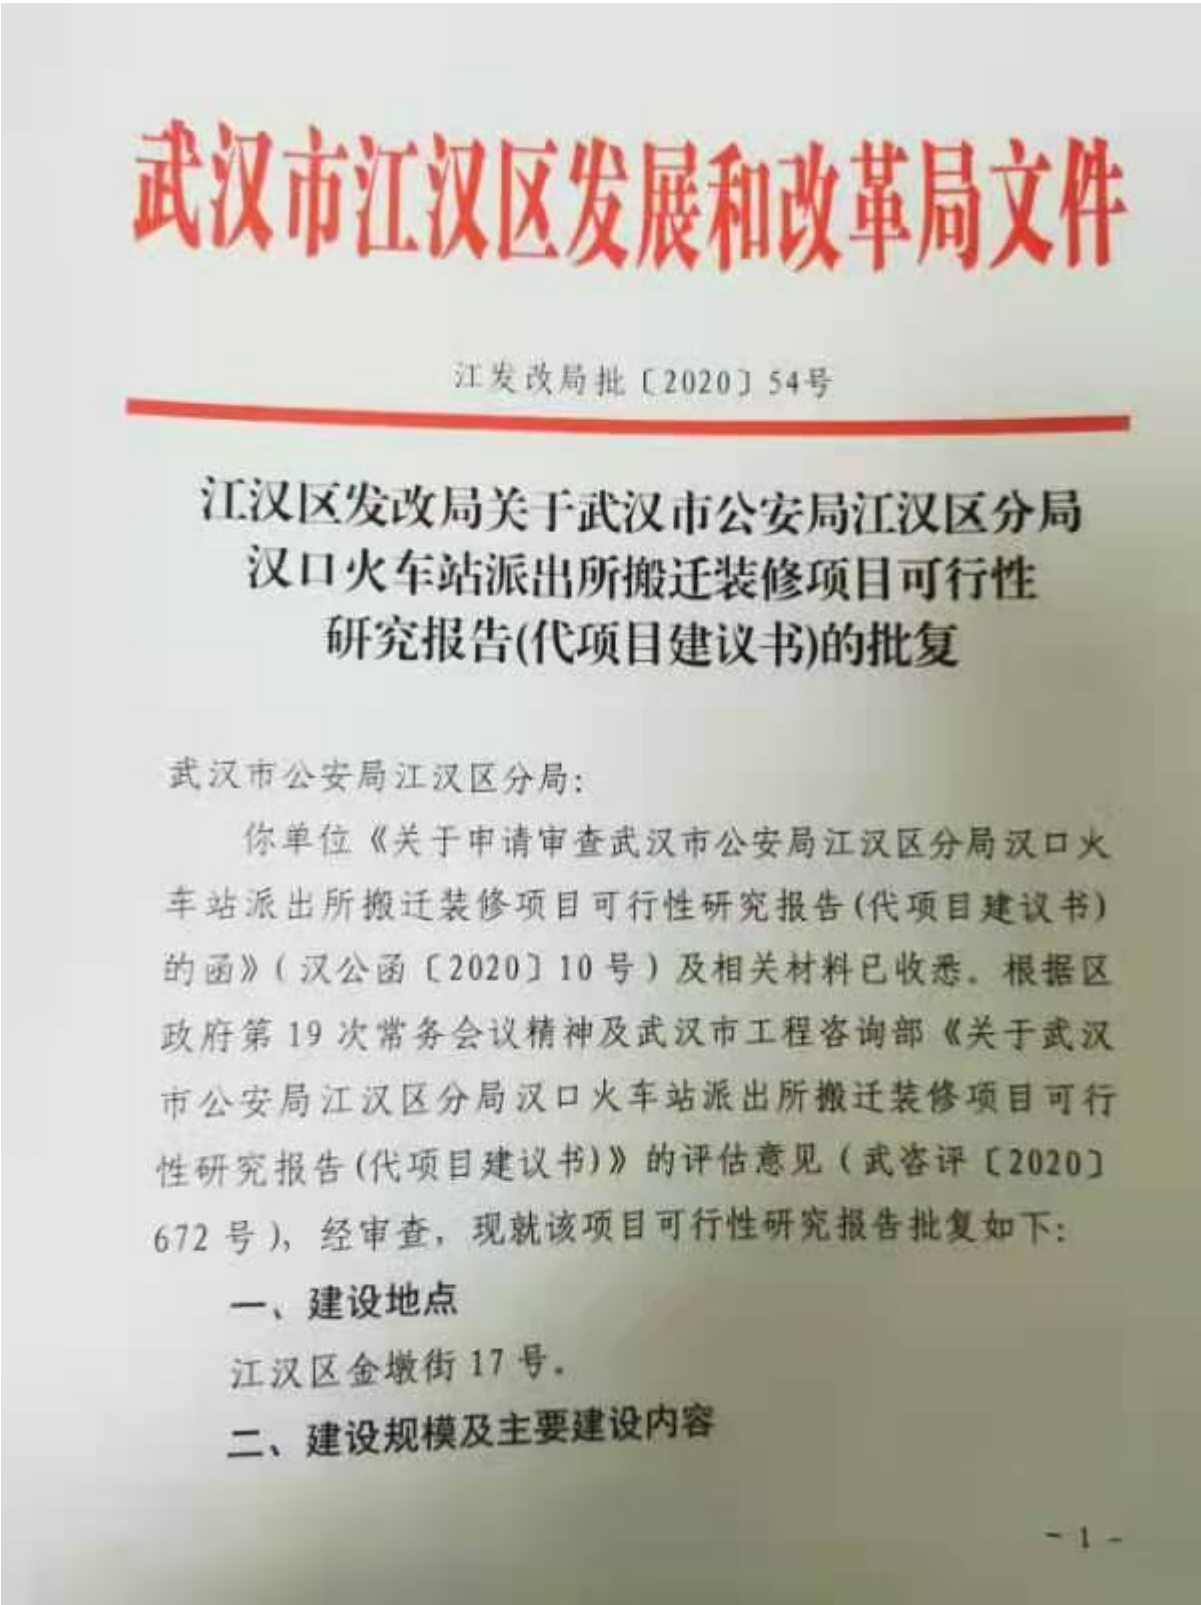 武汉市江汉区发展和改革局文件
江发改局批〔2020〕54号
江汉区发改局关于武汉市公安局江汉区分局
汉口火车站派出所搬迁装修项目可行性
研究报告(代项目建议书)的批复
武汉市公安局江汉区分局:
你单位《关于申请审查武汉市公安局江汉区分局汉口火
车站派出所搬迁装修项目可行性研究报告(代项目建议书)
的函》(汉公函〔2020〕10号)及相关材料已收悉。根据区
政府第19次常务会议精神及武汉市工程咨询部《关于武汉
市公安局江汉区分局汉口火车站派出所搬迁装修项目可行
性研究报告(代项目建议书)》的评估意见(武咨评〔2020〕
672号),经审查,现就该项目可行性研究报告批复如下:
一、建设地点
江汉区金墩街17号。
二、建设规模及主要建设内容
- 1 -